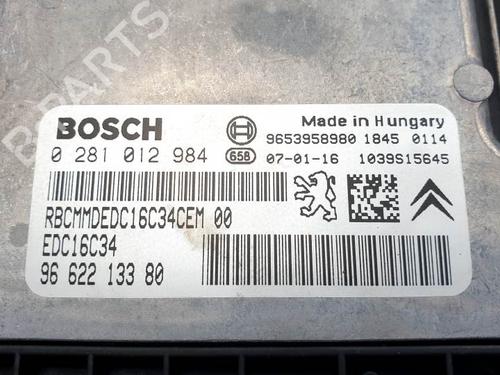 BOSCH
0 281 012 984
658
Made in Hungary
9653958980 1845 0114
07-01-16 1039S15645
RBCMMDEDC16C34CEM 00
EDC16C34
96 622 133 80
B PARTS